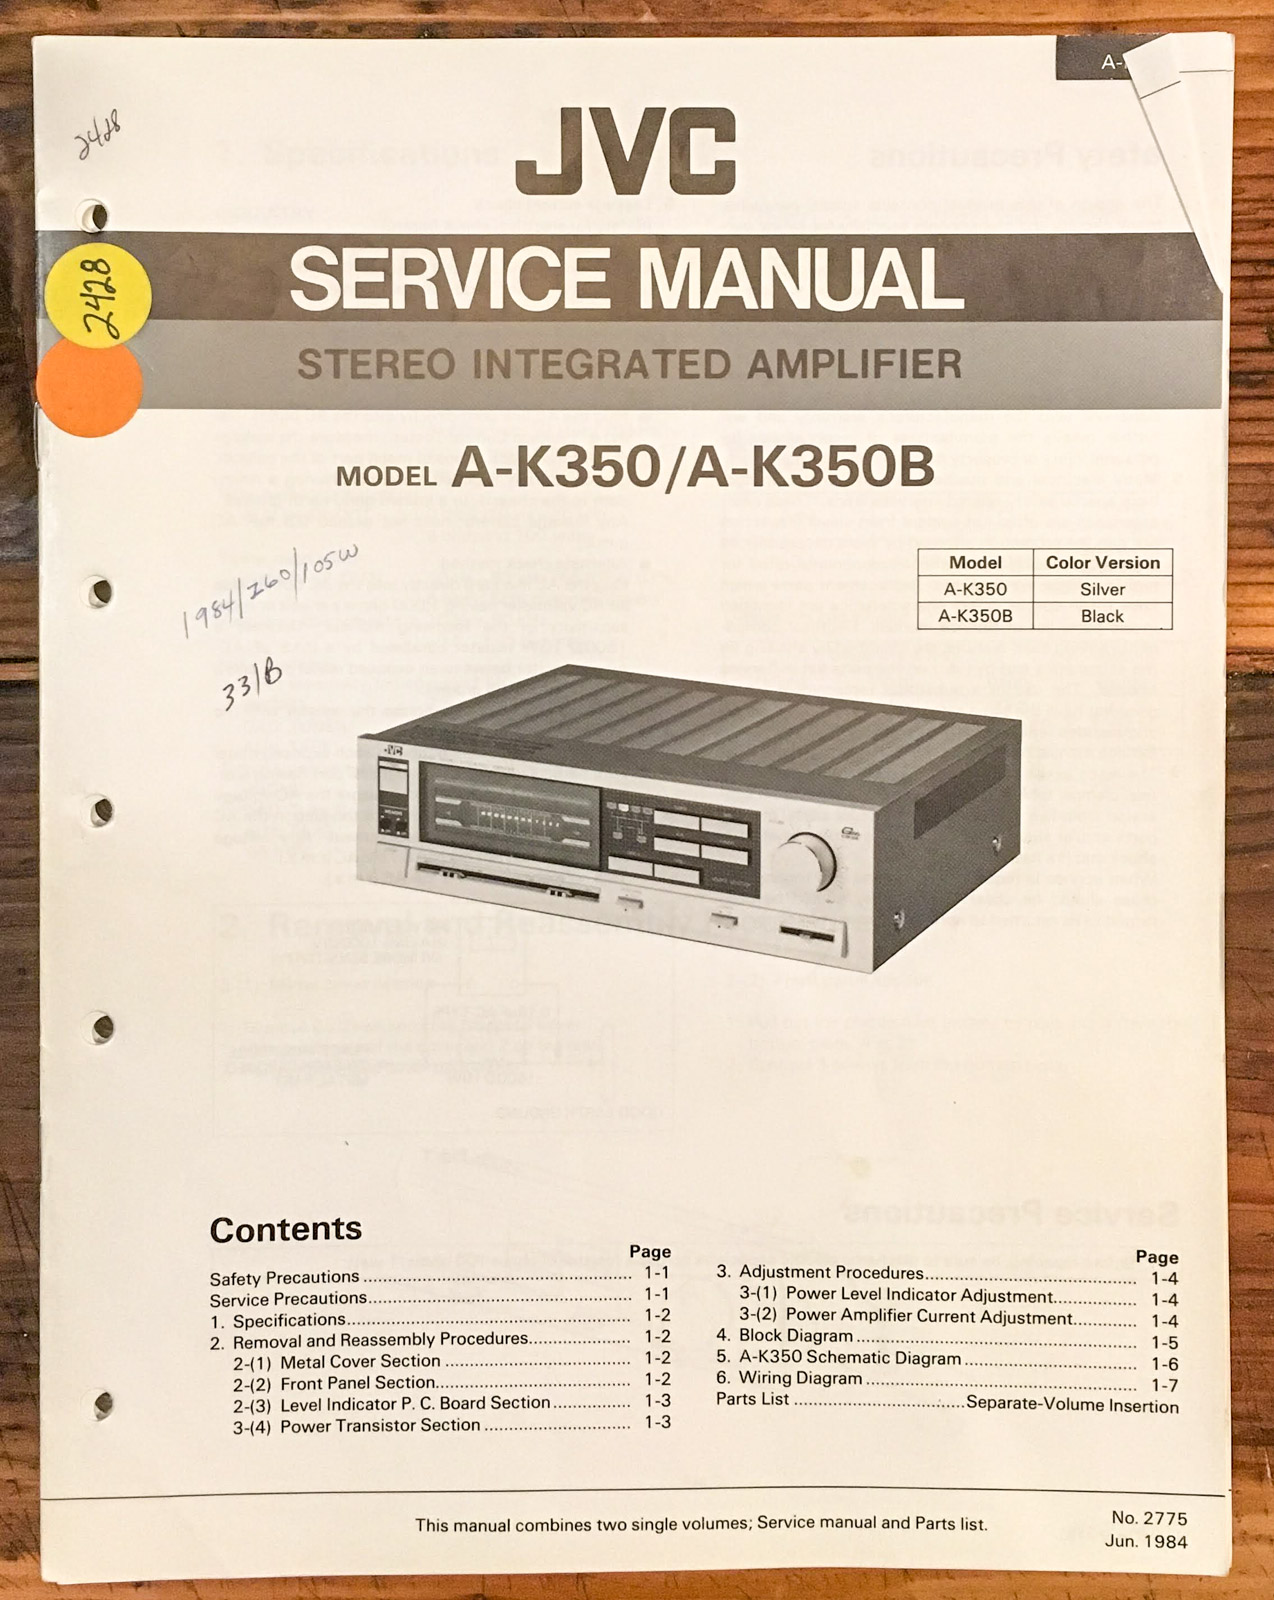 A-
2428
JVC
SERVICE MANUAL
2428
STEREO INTEGRATED AMPLIFIER
MODEL A-K350/A-K350B
Model Color Version
A-K350 Silver
A-K350B Black
1984/260/105W
331B
JVC
Contents
Page
Safety Precautions ........ 1-1
Service Precautions........ 1-1
1. Specifications........ 1-2
2. Removal and Reassembly Procedures........ 1-2
2-(1) Metal Cover Section ........ 1-2
2-(2) Front Panel Section........ 1-2
2-(3) Level Indicator P. C. Board Section........ 1-3
3-(4) Power Transistor Section ........ 1-3
Page
3. Adjustment Procedures........ 1-4
3-(1) Power Level Indicator Adjustment........ 1-4
3-(2) Power Amplifier Current Adjustment........ 1-4
4. Block Diagram ........ 1-5
5. A-K350 Schematic Diagram ........ 1-6
6. Wiring Diagram ........ 1-7
Parts List ........ Separate-Volume Insertion
This manual combines two single volumes; Service manual and Parts list.
No. 2775
Jun. 1984